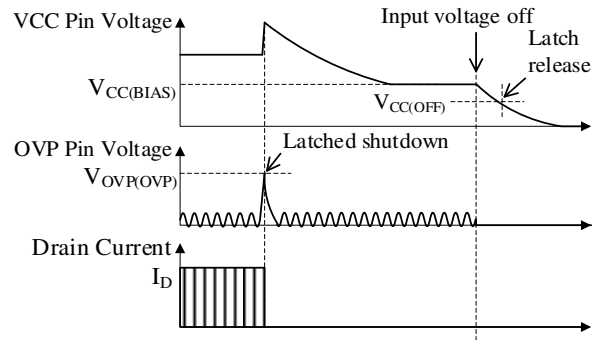 VCC Pin Voltage
Input voltage off
Latch
release
VCC(BIAS)
VCC(OFF)
OVP Pin Voltage
Latched shutdown
VOVP(OVP)
Drain Current
ID